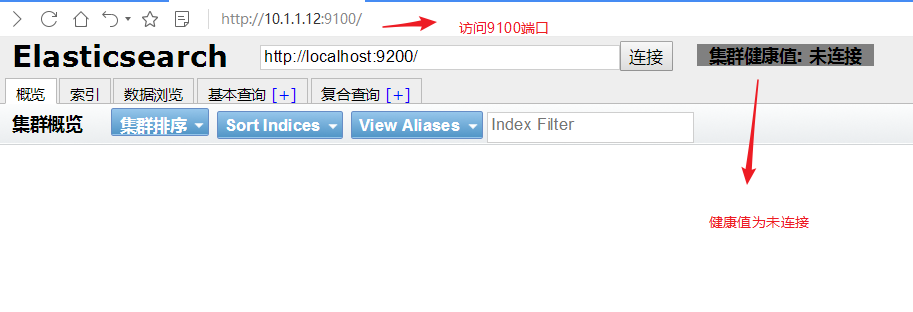 http://10.1.1.12:9100/
访问9100端口
Elasticsearch
http://localhost:9200/
连接
集群健康值: 未连接
概览
索引
数据浏览
基本查询 [+]
复合查询 [+]
集群概览
集群排序
Sort Indices
View Aliases
Index Filter
健康值为未连接